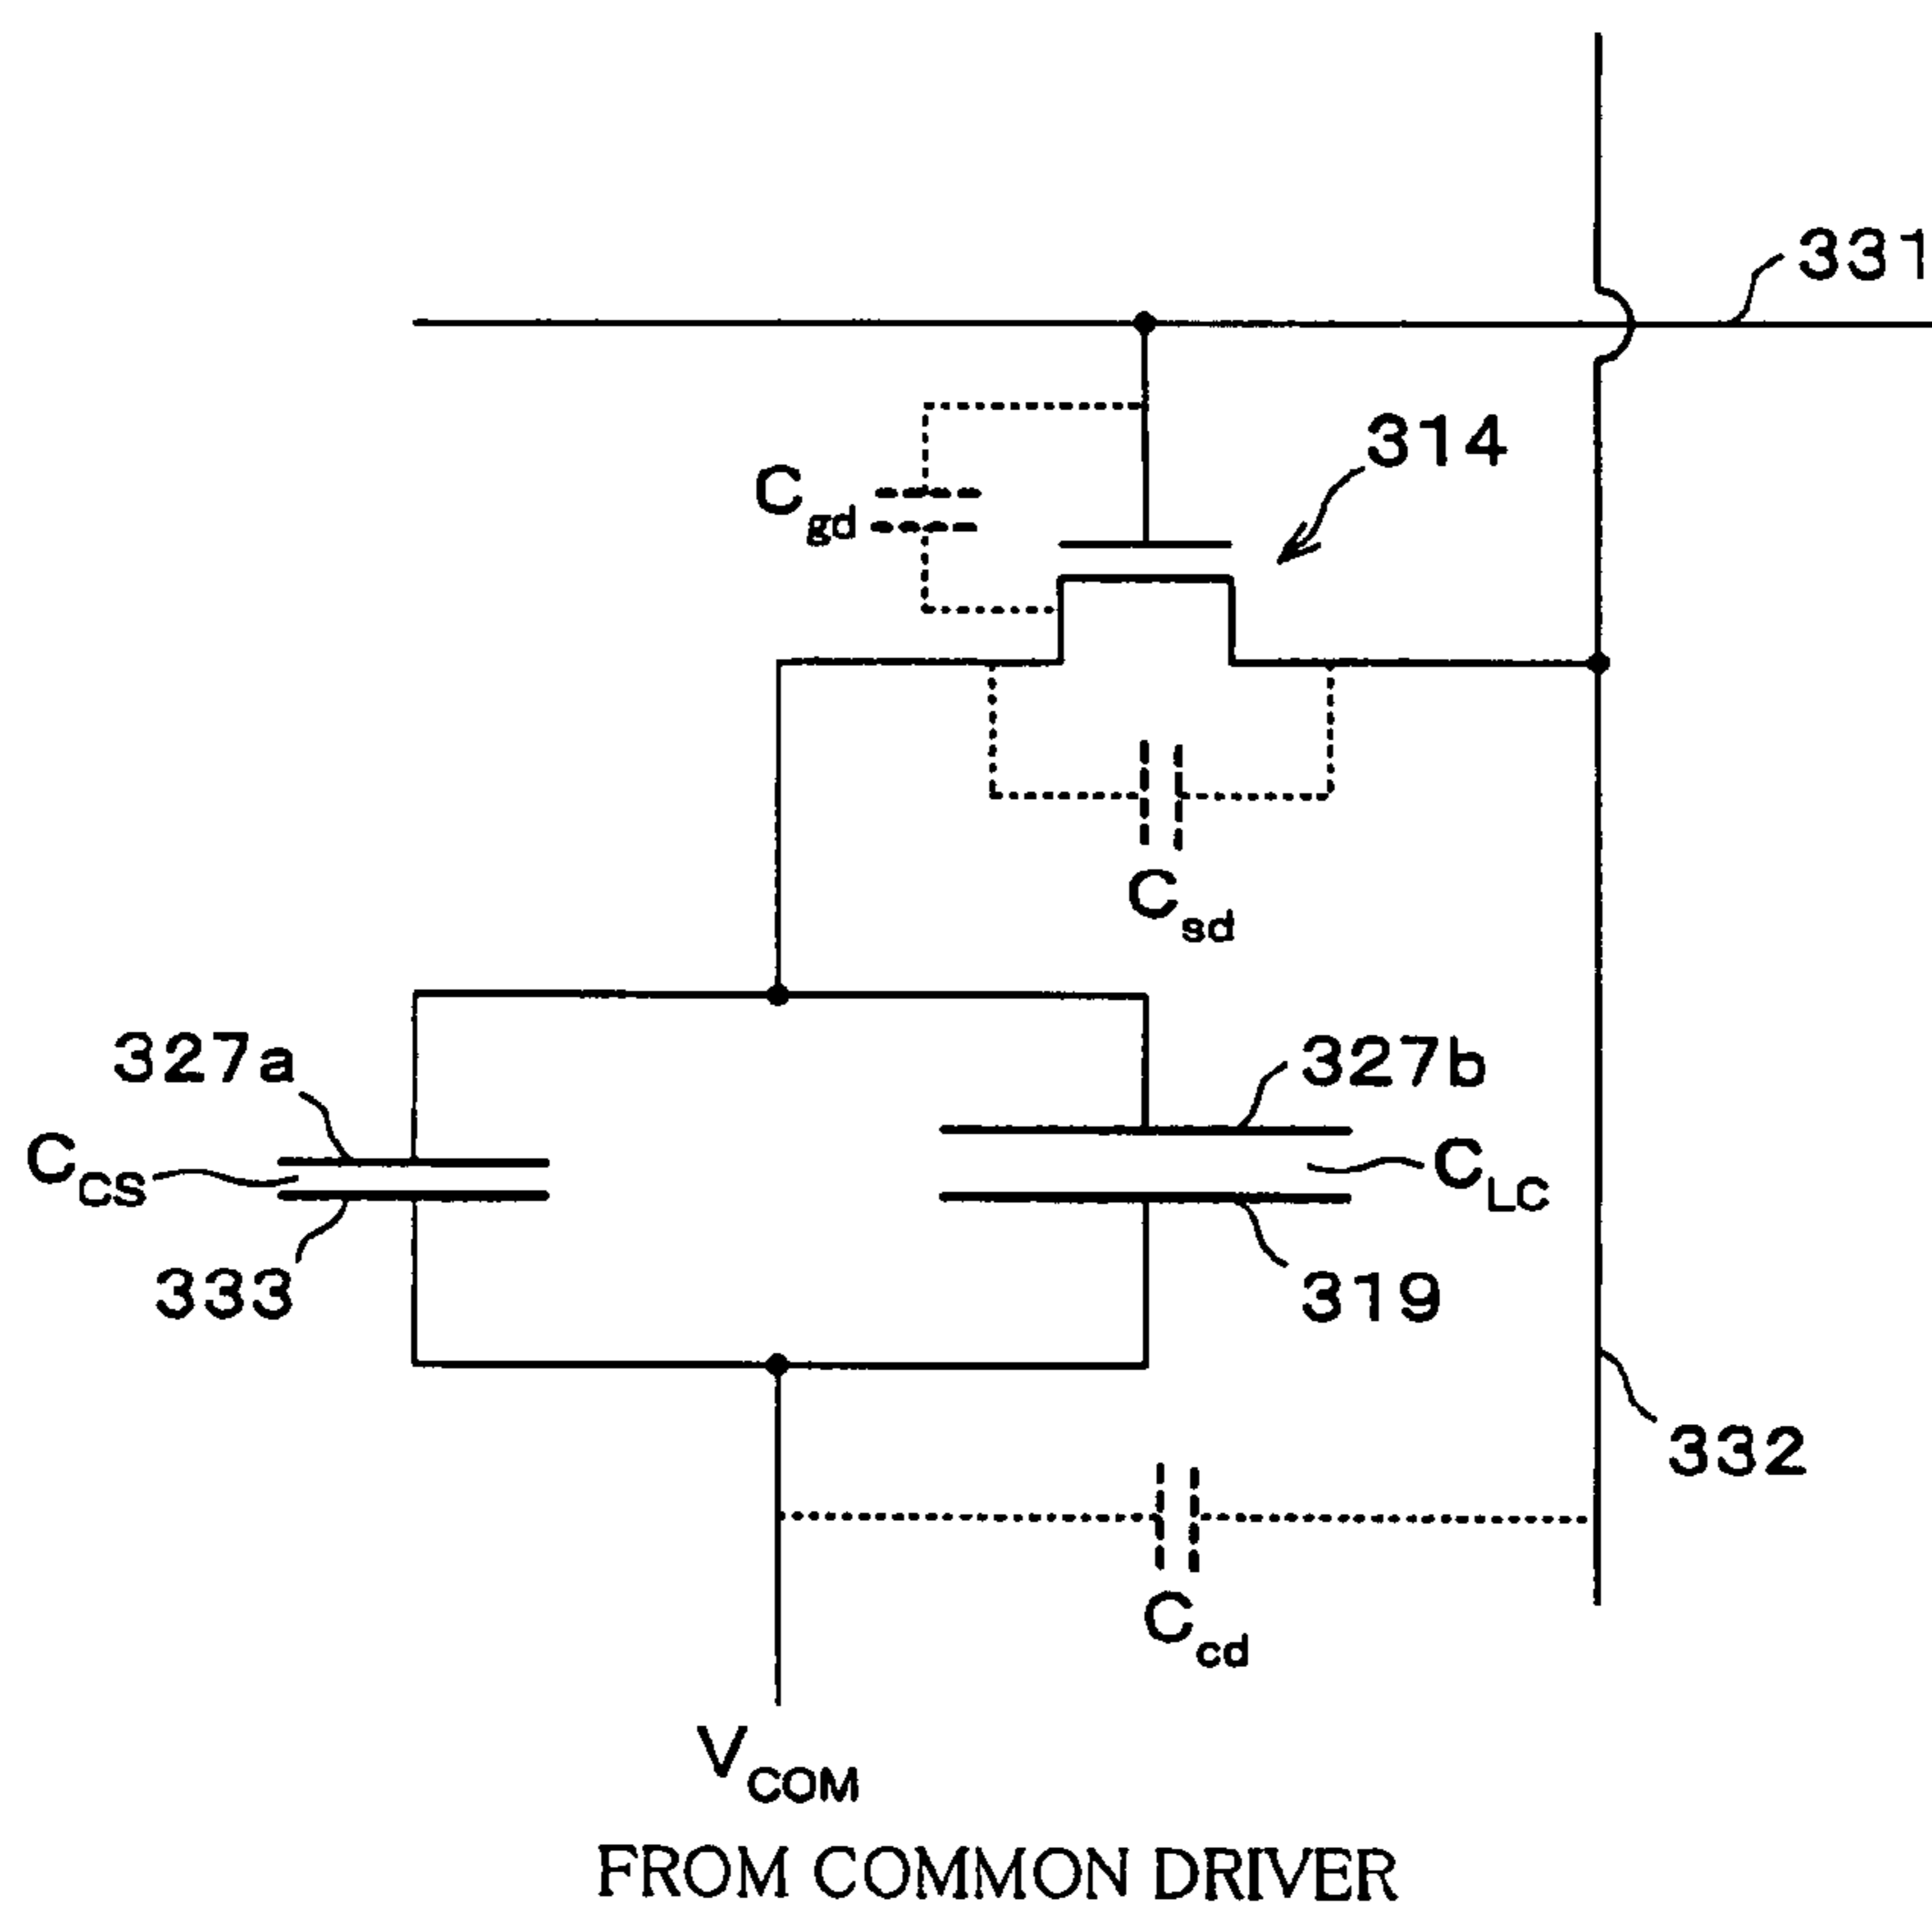 331
314
Cgd
Csd
327a
327b
CCS
CLC
333
319
332
Ccd
VCOM
FROM COMMON DRIVER